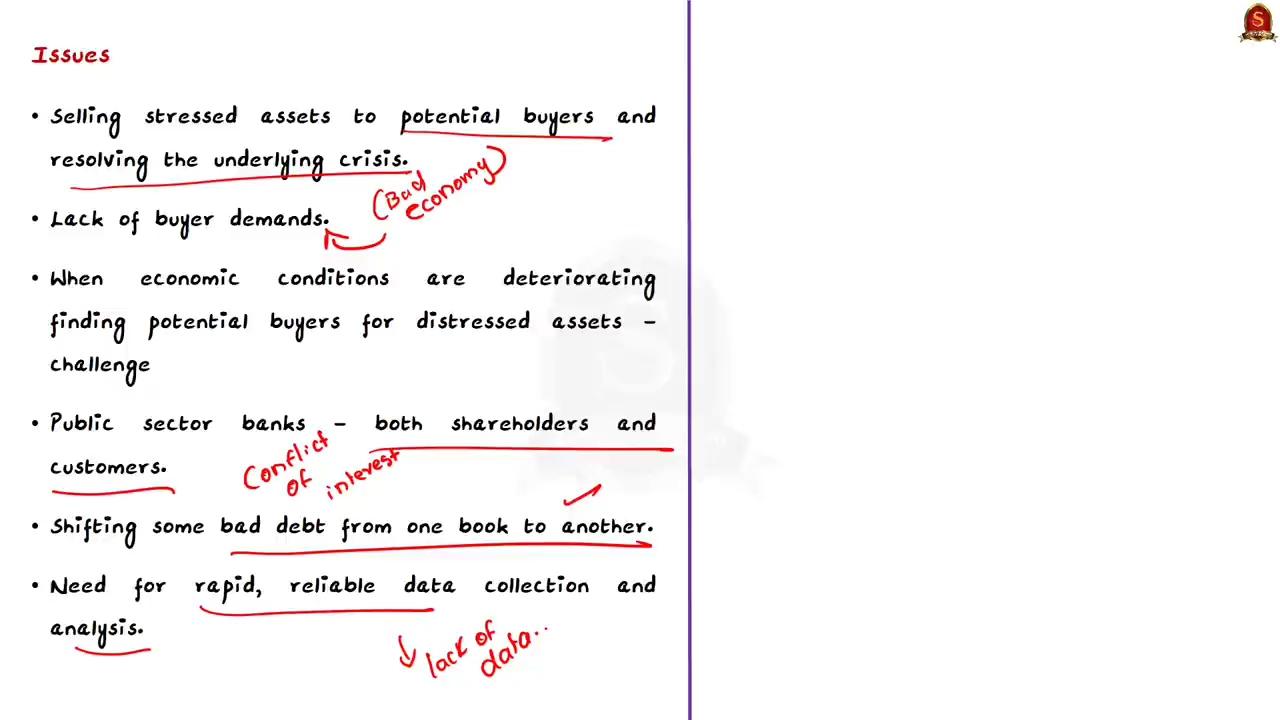 Issues
• Selling stressed assets to potential buyers and
resolving the underlying crisis.
(Bad
economy)
• Lack of buyer demands.
• When economic conditions are deteriorating
finding potential buyers for distressed assets –
challenge
• Public sector banks – both shareholders and
customers.
Conflict
of interest
• Shifting some bad debt from one book to another.
• Need for rapid, reliable data collection and
analysis.
lack of
data..
S